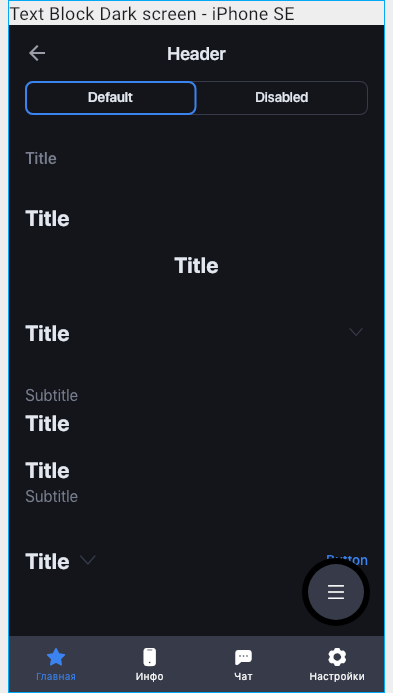 Text Block Dark screen - iPhone SE
Header
Default Disabled
Title
Title
Title
Title
Subtitle
Title
Title
Subtitle
Title Button
Главная Инфо Чат Настройки